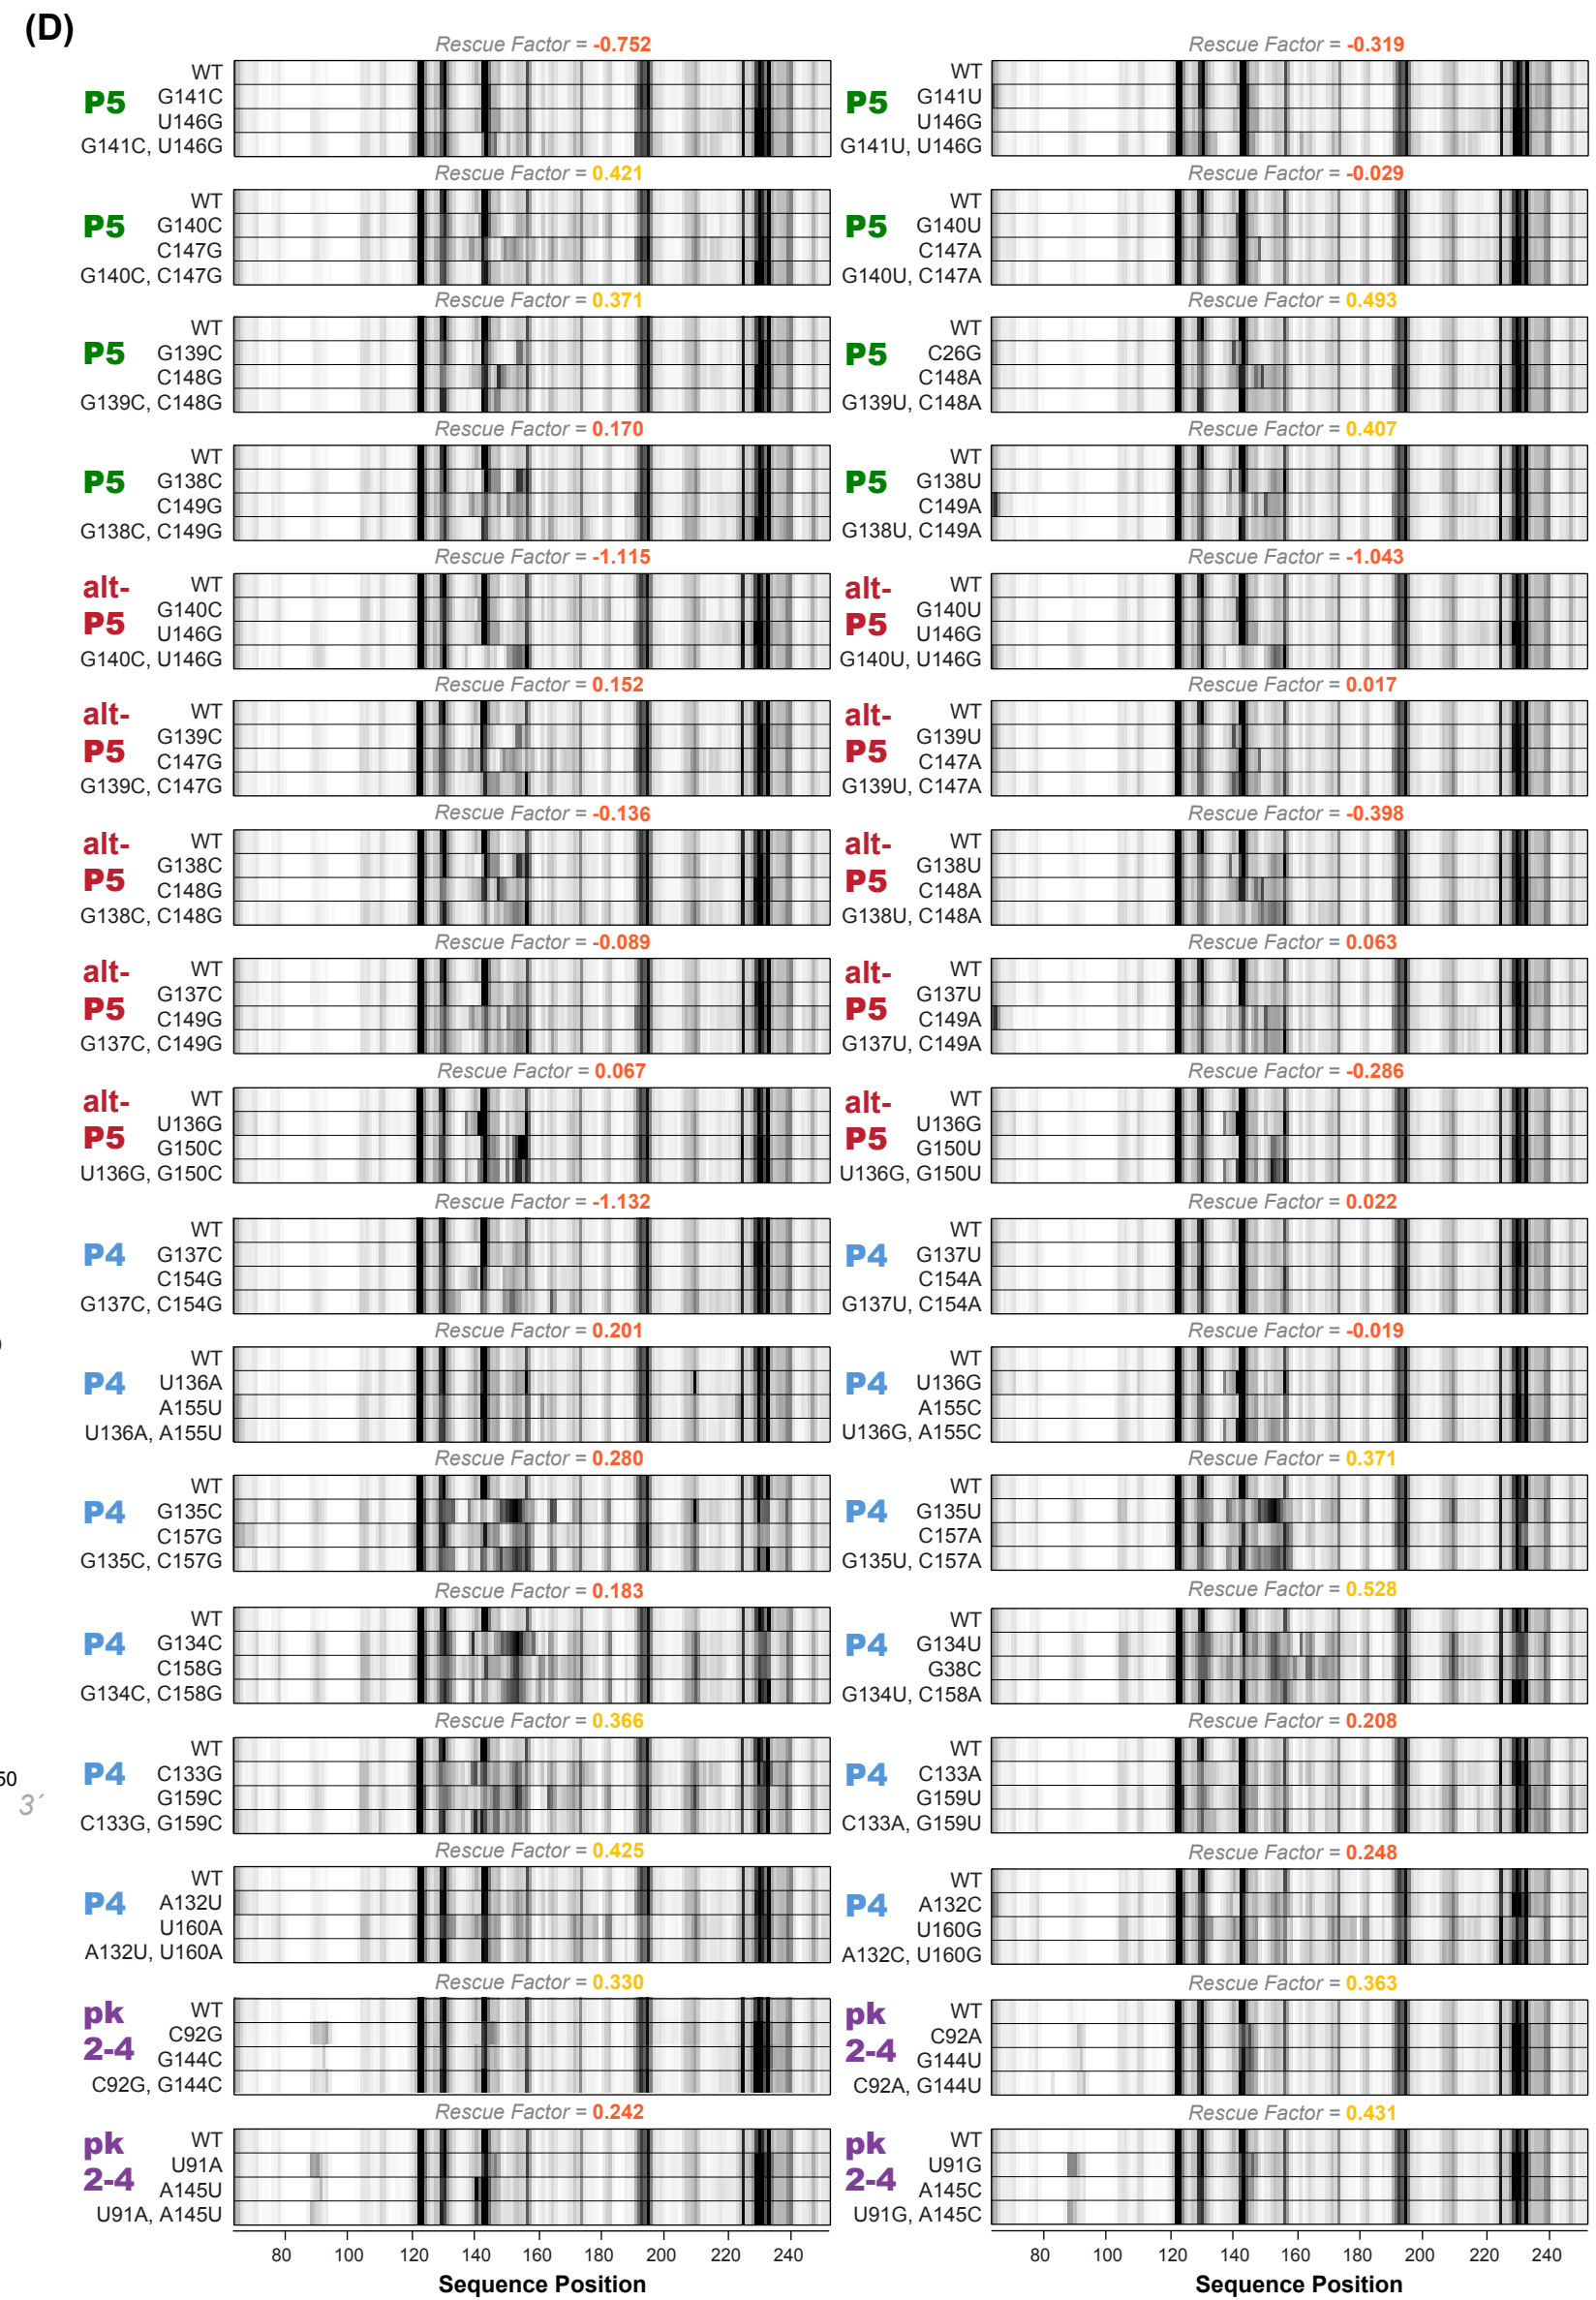 (D)
Rescue Factor = -0.752
P5
WT
G141C
U146G
G141C, U146G
Rescue Factor = -0.319
P5
WT
G141U
U146G
G141U, U146G
Rescue Factor = 0.421
P5
WT
G140C
C147G
G140C, C147G
Rescue Factor = -0.029
P5
WT
G140U
C147A
G140U, C147A
Rescue Factor = 0.371
P5
WT
G139C
C148G
G139C, C148G
Rescue Factor = 0.493
P5
WT
C26G
C148A
G139U, C148A
Rescue Factor = 0.170
P5
WT
G138C
C149G
G138C, C149G
Rescue Factor = 0.407
P5
WT
G138U
C149A
G138U, C149A
Rescue Factor = -1.115
alt-
P5
WT
G140C
U146G
G140C, U146G
Rescue Factor = -1.043
alt-
P5
WT
G140U
U146G
G140U, U146G
Rescue Factor = 0.152
alt-
P5
WT
G139C
C147G
G139C, C147G
Rescue Factor = 0.017
alt-
P5
WT
G139U
C147A
G139U, C147A
Rescue Factor = -0.136
alt-
P5
WT
G138C
C148G
G138C, C148G
Rescue Factor = -0.398
alt-
P5
WT
G138U
C148A
G138U, C148A
Rescue Factor = -0.089
alt-
P5
WT
G137C
C149G
G137C, C149G
Rescue Factor = 0.063
alt-
P5
WT
G137U
C149A
G137U, C149A
Rescue Factor = 0.067
alt-
P5
WT
U136G
G150C
U136G, G150C
Rescue Factor = -0.286
alt-
P5
WT
U136G
G150U
U136G, G150U
Rescue Factor = -1.132
P4
WT
G137C
C154G
G137C, C154G
Rescue Factor = 0.022
P4
WT
G137U
C154A
G137U, C154A
Rescue Factor = 0.201
P4
WT
U136A
A155U
U136A, A155U
Rescue Factor = -0.019
P4
WT
U136G
A155C
U136G, A155C
Rescue Factor = 0.280
P4
WT
G135C
C157G
G135C, C157G
Rescue Factor = 0.371
P4
WT
G135U
C157A
G135U, C157A
Rescue Factor = 0.183
P4
WT
G134C
C158G
G134C, C158G
Rescue Factor = 0.528
P4
WT
G134U
G38C
G134U, C158A
Rescue Factor = 0.366
P4
WT
C133G
G159C
C133G, G159C
50
3´
Rescue Factor = 0.208
P4
WT
C133A
G159U
C133A, G159U
Rescue Factor = 0.425
P4
WT
A132U
U160A
A132U, U160A
Rescue Factor = 0.248
P4
WT
A132C
U160G
A132C, U160G
Rescue Factor = 0.330
pk
2-4
WT
C92G
G144C
C92G, G144C
Rescue Factor = 0.363
pk
2-4
WT
C92A
G144U
C92A, G144U
Rescue Factor = 0.242
pk
2-4
WT
U91A
A145U
U91A, A145U
Rescue Factor = 0.431
pk
2-4
WT
U91G
A145C
U91G, A145C
80 100 120 140 160 180 200 220 240
Sequence Position
80 100 120 140 160 180 200 220 240
Sequence Position